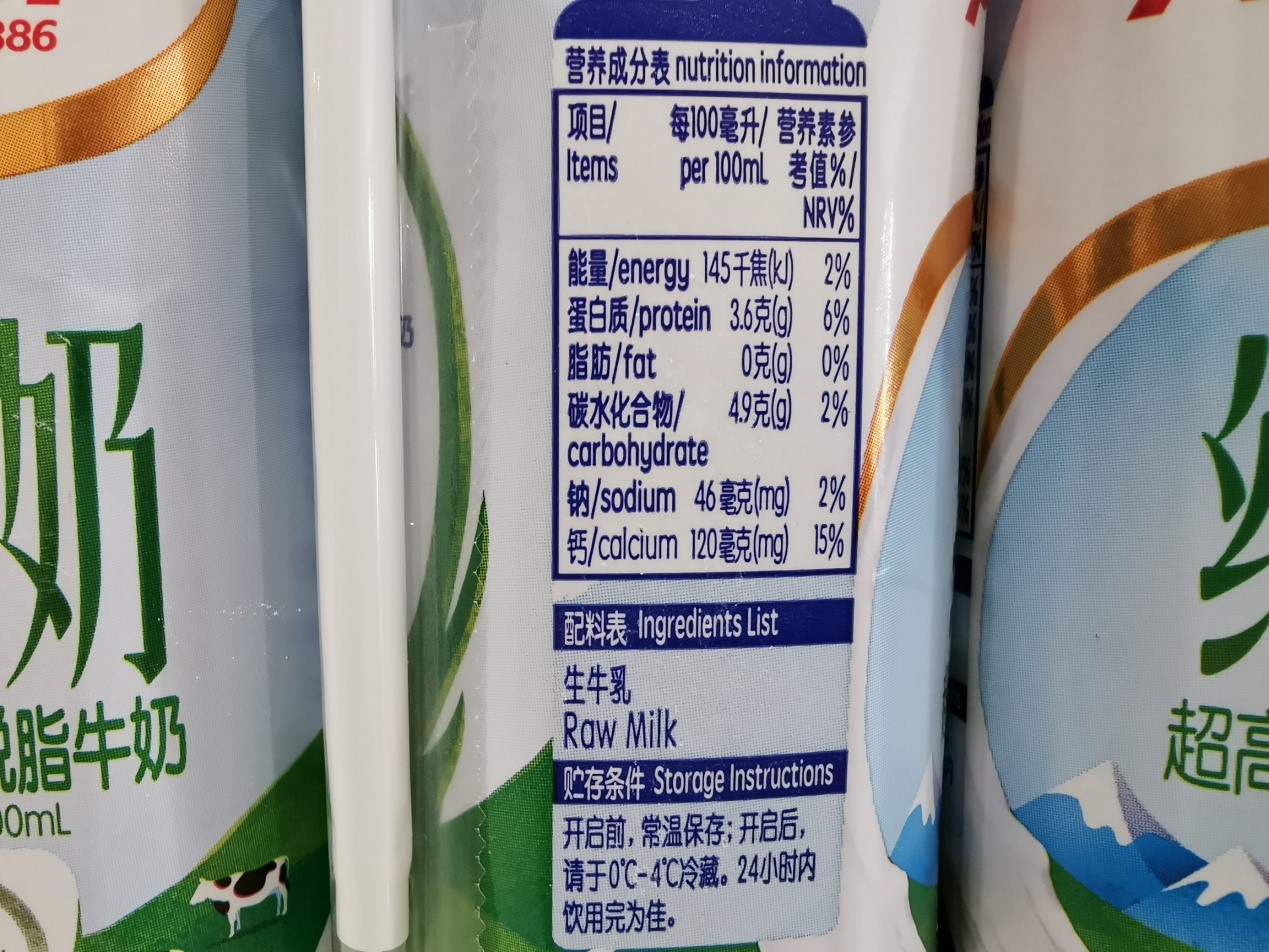 886
奶
脱脂牛奶
00mL
营养成分表 nutrition information
项目/ 每100毫升/ 营养素参
Items per 100mL 考值%/
NRV%
能量/energy 145千焦(kJ) 2%
蛋白质/protein 3.6克(g) 6%
脂肪/fat 0克(g) 0%
碳水化合物/ 4.9克(g) 2%
carbohydrate
钠/sodium 46毫克(mg) 2%
钙/calcium 120毫克(mg) 15%
配料表 Ingredients List
生牛乳
Raw Milk
贮存条件 Storage Instructions
开启前，常温保存；开启后，
请于0℃-4℃冷藏。24小时内
饮用完为佳。
超高